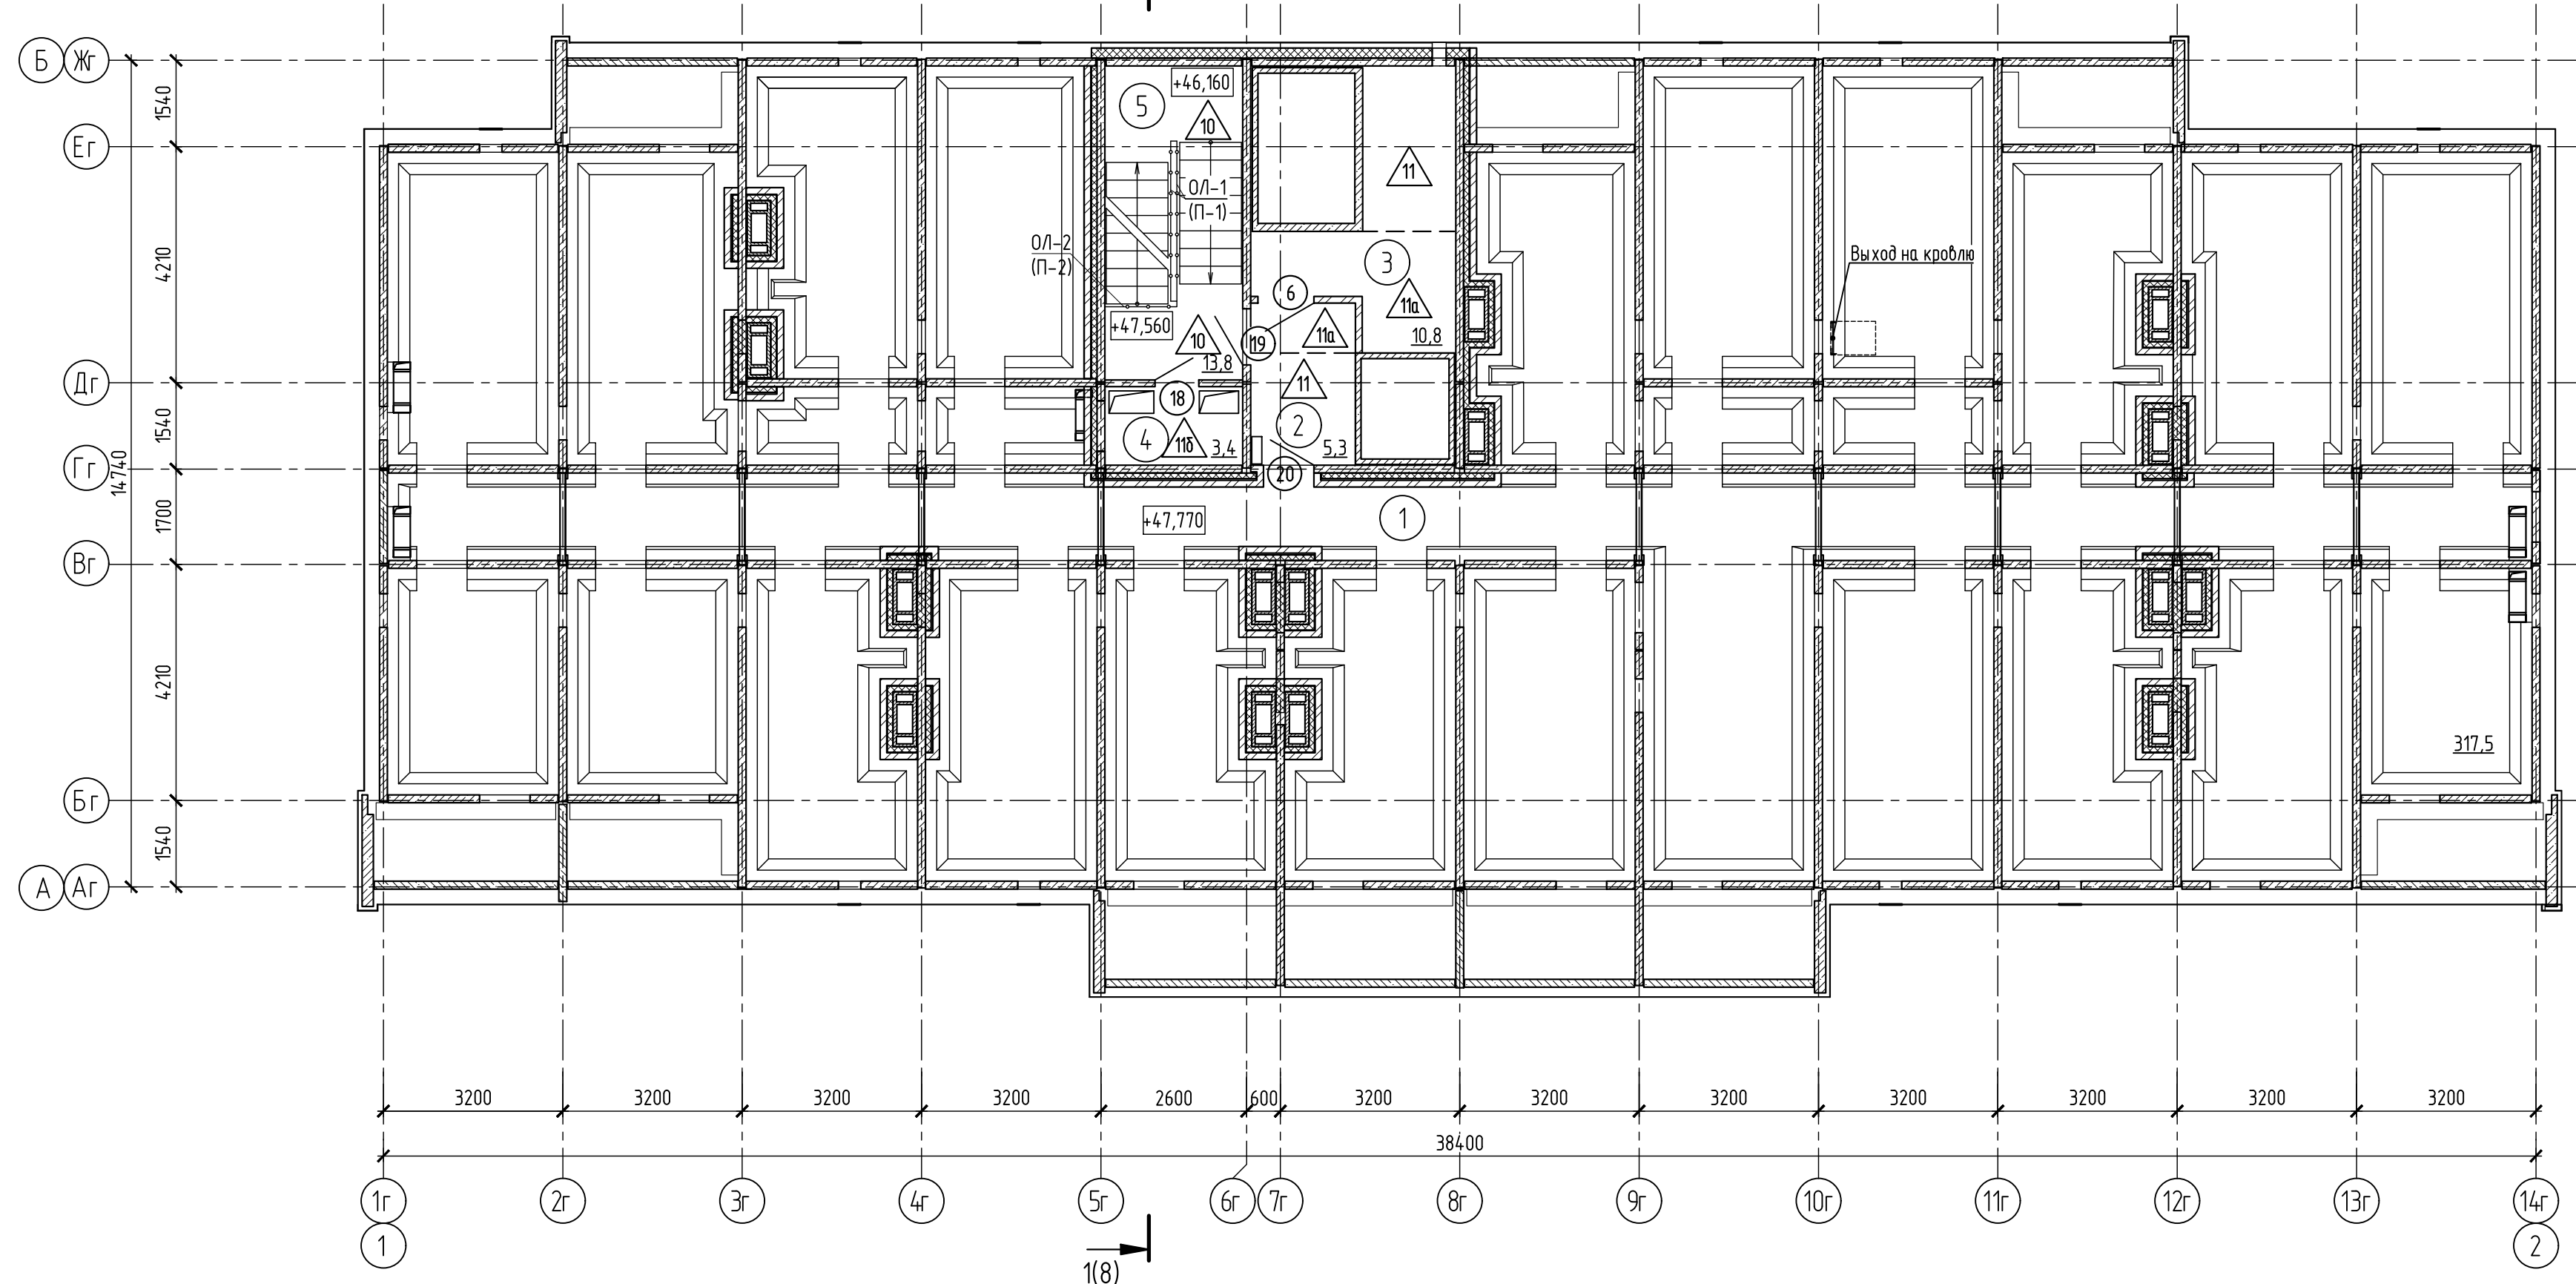 Б Жг
Ег
Дг
Гг
Вг
Бг
А Аг
1540
4210
1540
1700
4210
1540
14740
5
+46,160
10
ОЛ-1
(П-1)
ОЛ-2
(П-2)
+47,560
10
13,8
11
3
11а
10,8
6
19
11а
11
18
4
11б
3,4
2
5,3
20
+47,770
1
Выход на кровлю
317,5
3200
3200
3200
3200
2600
600
3200
3200
3200
3200
3200
3200
3200
38400
1г
2г
3г
4г
5г
6г
7г
8г
9г
10г
11г
12г
13г
14г
1
2
1(8)